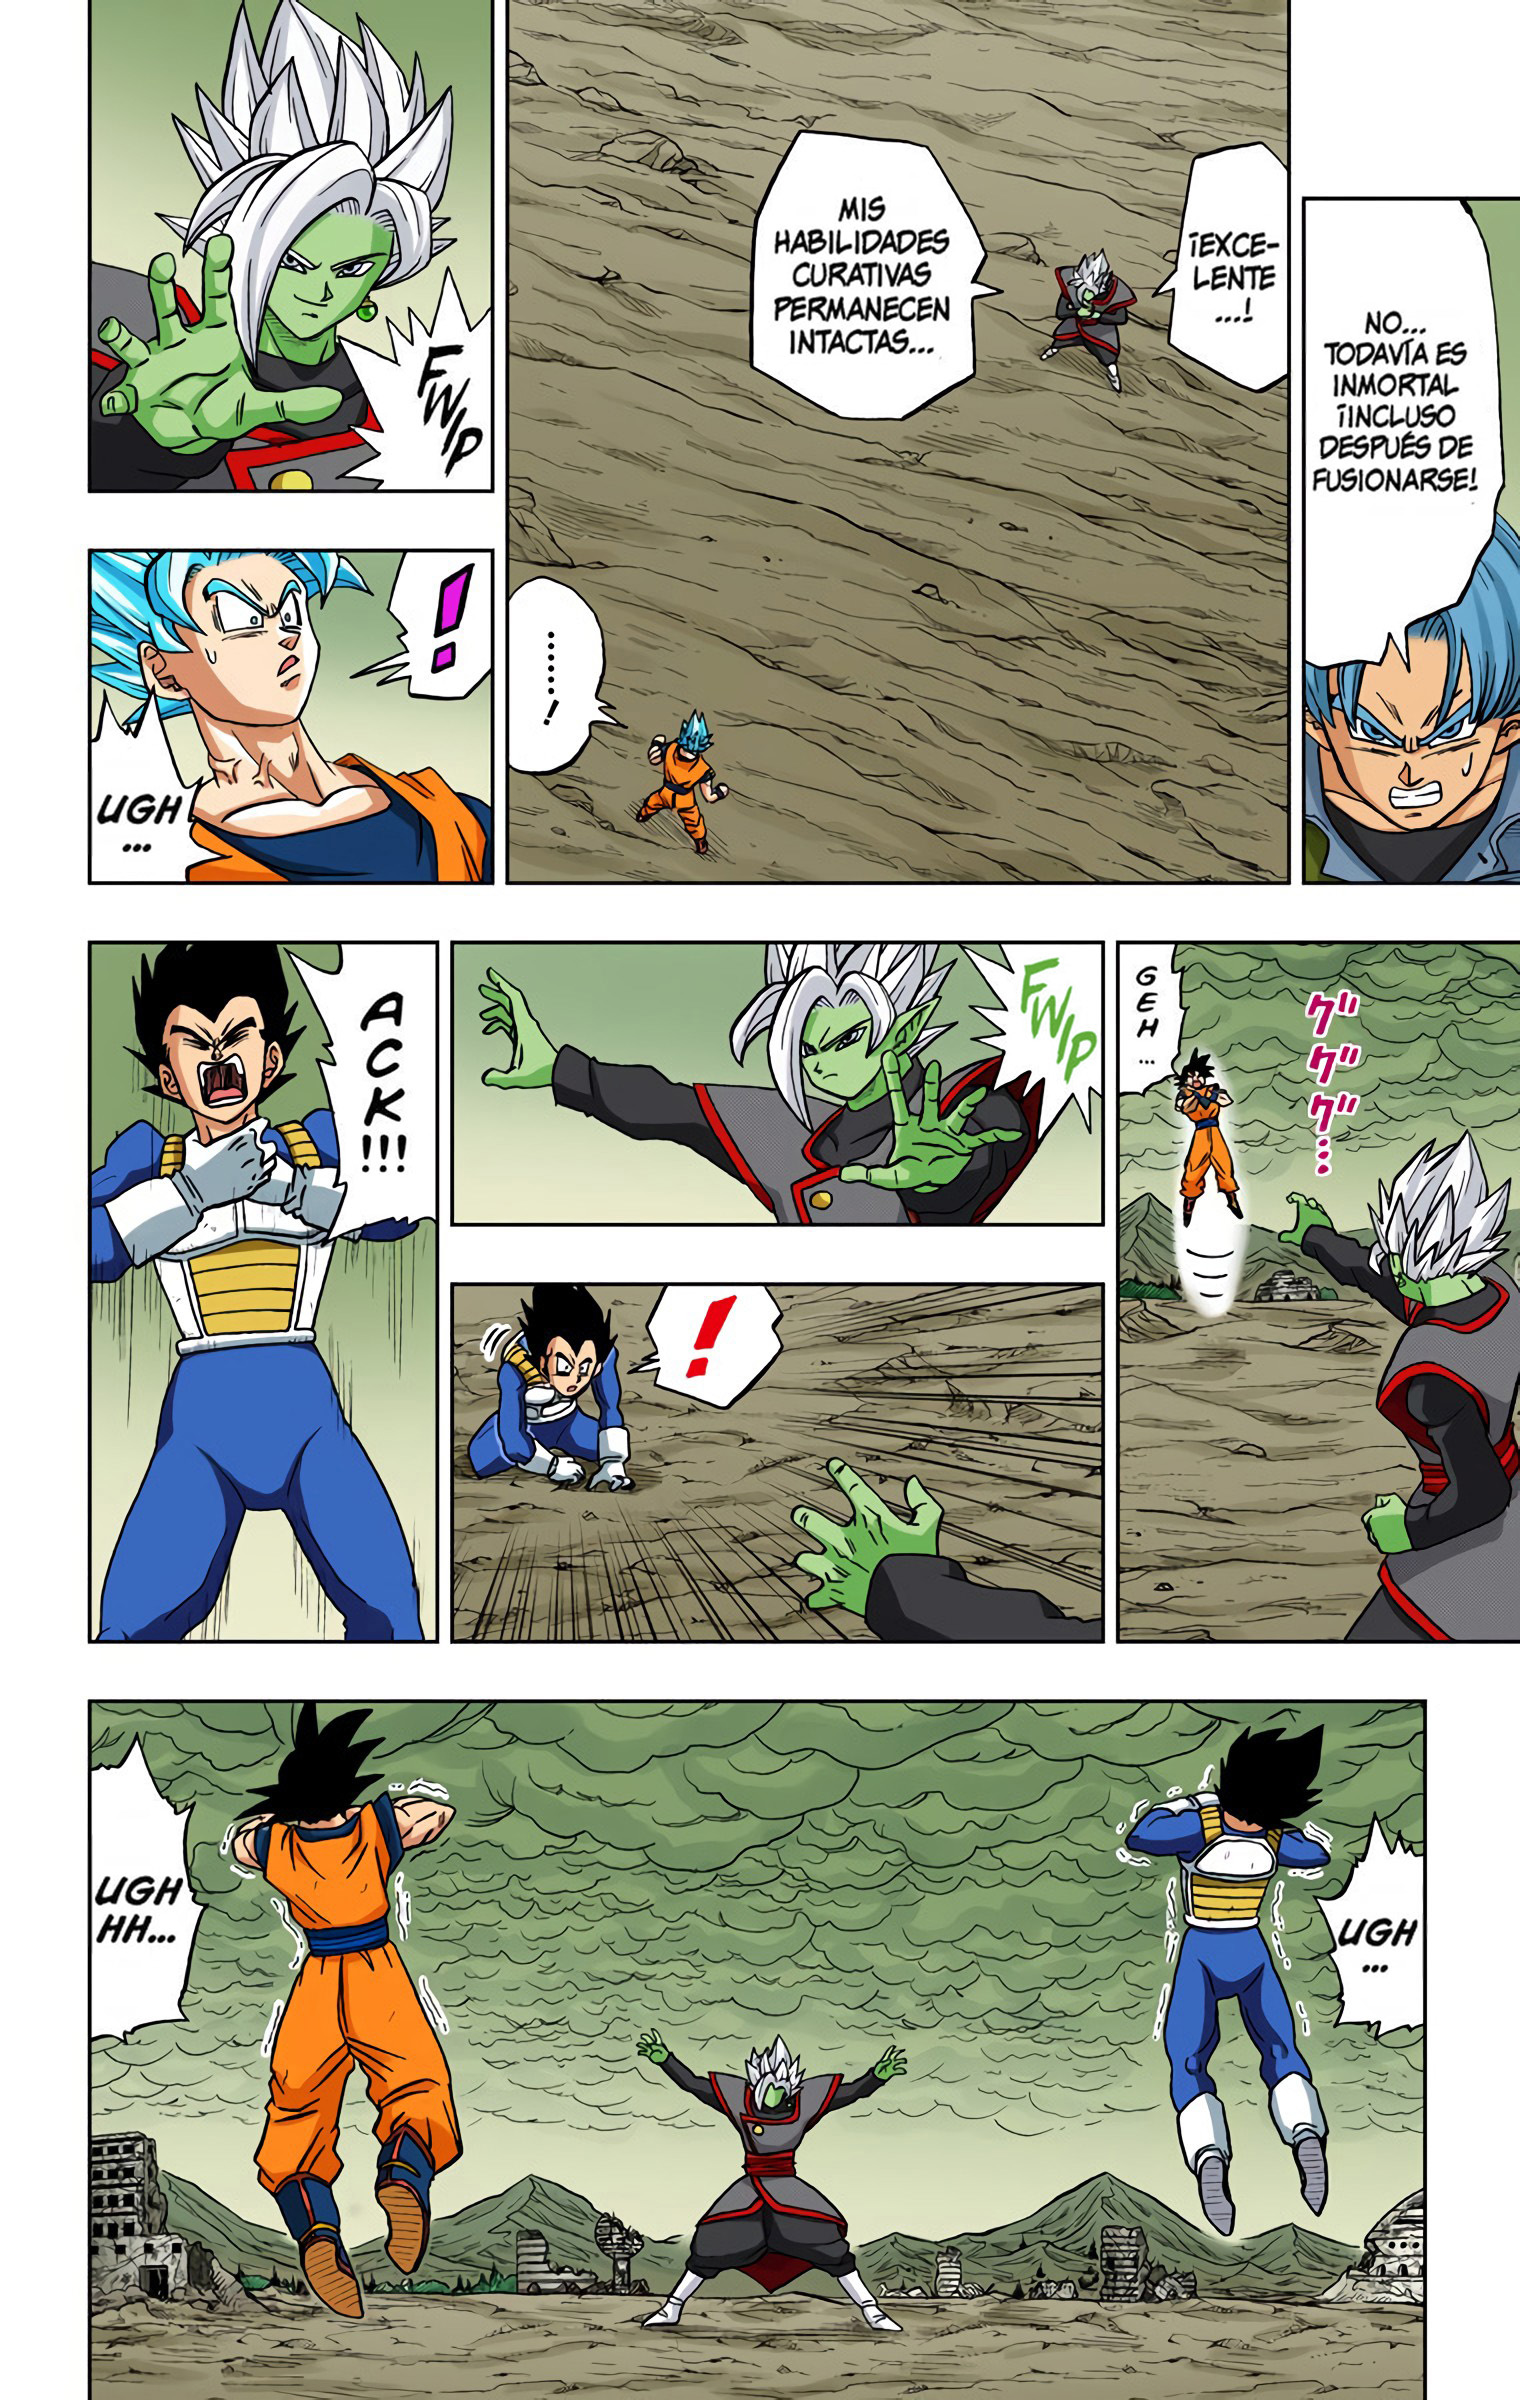 NO...
TODAVÍA ES
INMORTAL
¡INCLUSO
DESPUÉS DE
FUSIONARSE!
¡EXCE-
LENTE
...!
MIS
HABILIDADES
CURATIVAS
PERMANECEN
INTACTAS...
.......!
FWIP
!
UGH
...
グググ...
GEH...
FWIP
!
ACK!!!
UGH
...
UGH
HH...